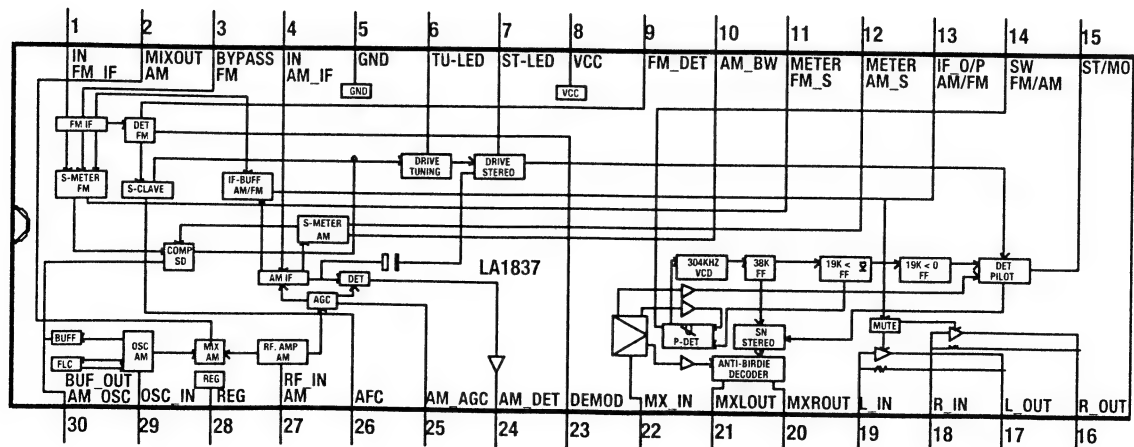 1 2 3 4 5 6 7 8 9 10 11 12 13 14 15
IN
FM_IF
MIXOUT
AM
BYPASS
FM
IN
AM_IF
GND
TU-LED
ST-LED
VCC
FM_DET
AM_BW
METER
FM_S
METER
AM_S
IF_O/P
AM/FM
SW
FM/AM
ST/MO
GND
VCC
FM IF
DET
FM
DRIVE
TUNING
DRIVE
STEREO
S-METER
FM
S-CLAVE
IF-BUFF
AM/FM
S-METER
AM
COMP
SD
LA1837
AM IF
DET
AGC
304KHZ
VCD
38K
FF
19K <
FF
19K < 0
FF
DET
PILOT
BUFF
OSC
AM
MIX
AM
RF. AMP
AM
P-DET
SN
STEREO
MUTE
FLC
REG
ANTI-BIRDIE
DECODER
BUF_OUT
AM_OSC
OSC_IN
REG
RF_IN
AM
AFC
AM_AGC
AM_DET
DEMOD
MX_IN
MXLOUT
MXROUT
L_IN
R_IN
L_OUT
R_OUT
30 29 28 27 26 25 24 23 22 21 20 19 18 17 16